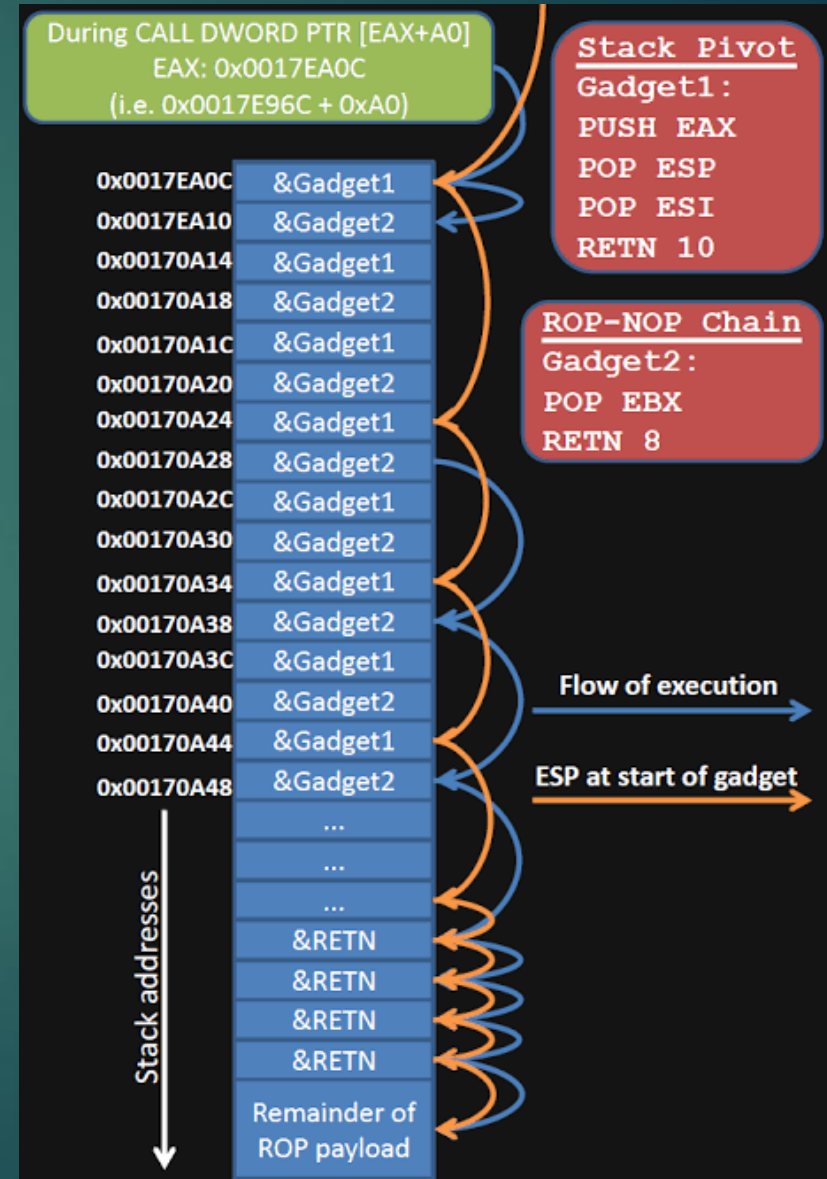 During CALL DWORD PTR [EAX+A0]
EAX: 0x0017EA0C
(i.e. 0x0017E96C + 0xA0)
Stack Pivot
Gadget1:
PUSH EAX
POP ESP
POP ESI
RETN 10
ROP-NOP Chain
Gadget2:
POP EBX
RETN 8
0x0017EA0C &Gadget1
0x0017EA10 &Gadget2
0x00170A14 &Gadget1
0x00170A18 &Gadget2
0x00170A1C &Gadget1
0x00170A20 &Gadget2
0x00170A24 &Gadget1
0x00170A28 &Gadget2
0x00170A2C &Gadget1
0x00170A30 &Gadget2
0x00170A34 &Gadget1
0x00170A38 &Gadget2
0x00170A3C &Gadget1
0x00170A40 &Gadget2
0x00170A44 &Gadget1
0x00170A48 &Gadget2
...
...
...
&RETN
&RETN
&RETN
&RETN
Remainder of
ROP payload
Stack addresses
Flow of execution
ESP at start of gadget